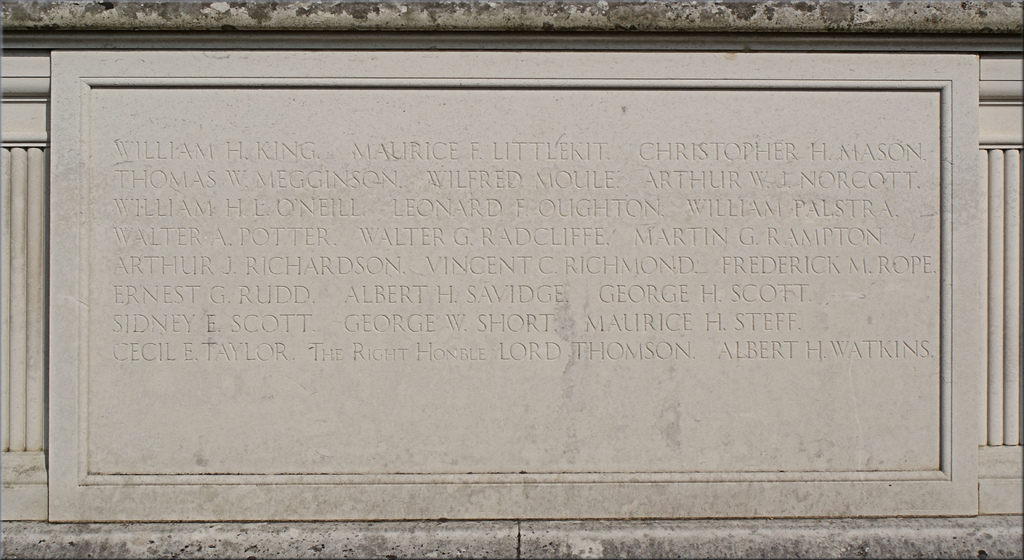 WILLIAM H. KING. MAURICE F. LITTLEKIT. CHRISTOPHER H. MASON.
THOMAS W. MEGGINSON. WILFRED MOULE. ARTHUR W. J. NORCOTT.
WILLIAM H. L. O'NEILL. LEONARD F. OUGHTON. WILLIAM PALSTRA.
WALTER A. POTTER. WALTER G. RADCLIFFE. MARTIN G. RAMPTON.
ARTHUR J. RICHARDSON. VINCENT C. RICHMOND. FREDERICK M. ROPE.
ERNEST G. RUDD. ALBERT H. SAVIDGE. GEORGE H. SCOTT.
SIDNEY E. SCOTT. GEORGE W. SHORT. MAURICE H. STEFF.
CECIL E. TAYLOR. THE RIGHT HONBLE LORD THOMSON. ALBERT H. WATKINS.